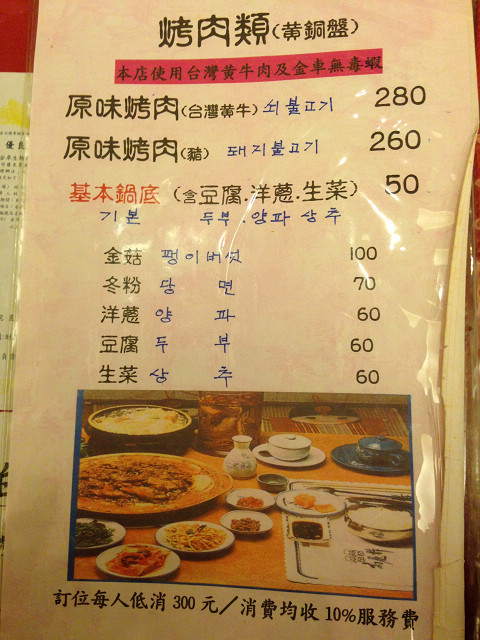 烤肉類(黃銅盤)
本店使用台灣黃牛肉及金車無毒蝦
原味烤肉(台灣黃牛) 쇠불고기 280
原味烤肉(豬) 돼지불고기 260
基本鍋底(含豆腐.洋蔥.生菜) 50
기본 두부.양파 상추
金菇 팽이버섯 100
冬粉 당면 70
洋蔥 양파 60
豆腐 두부 60
生菜 상추 60
訂位每人低消300元/消費均收10%服務費